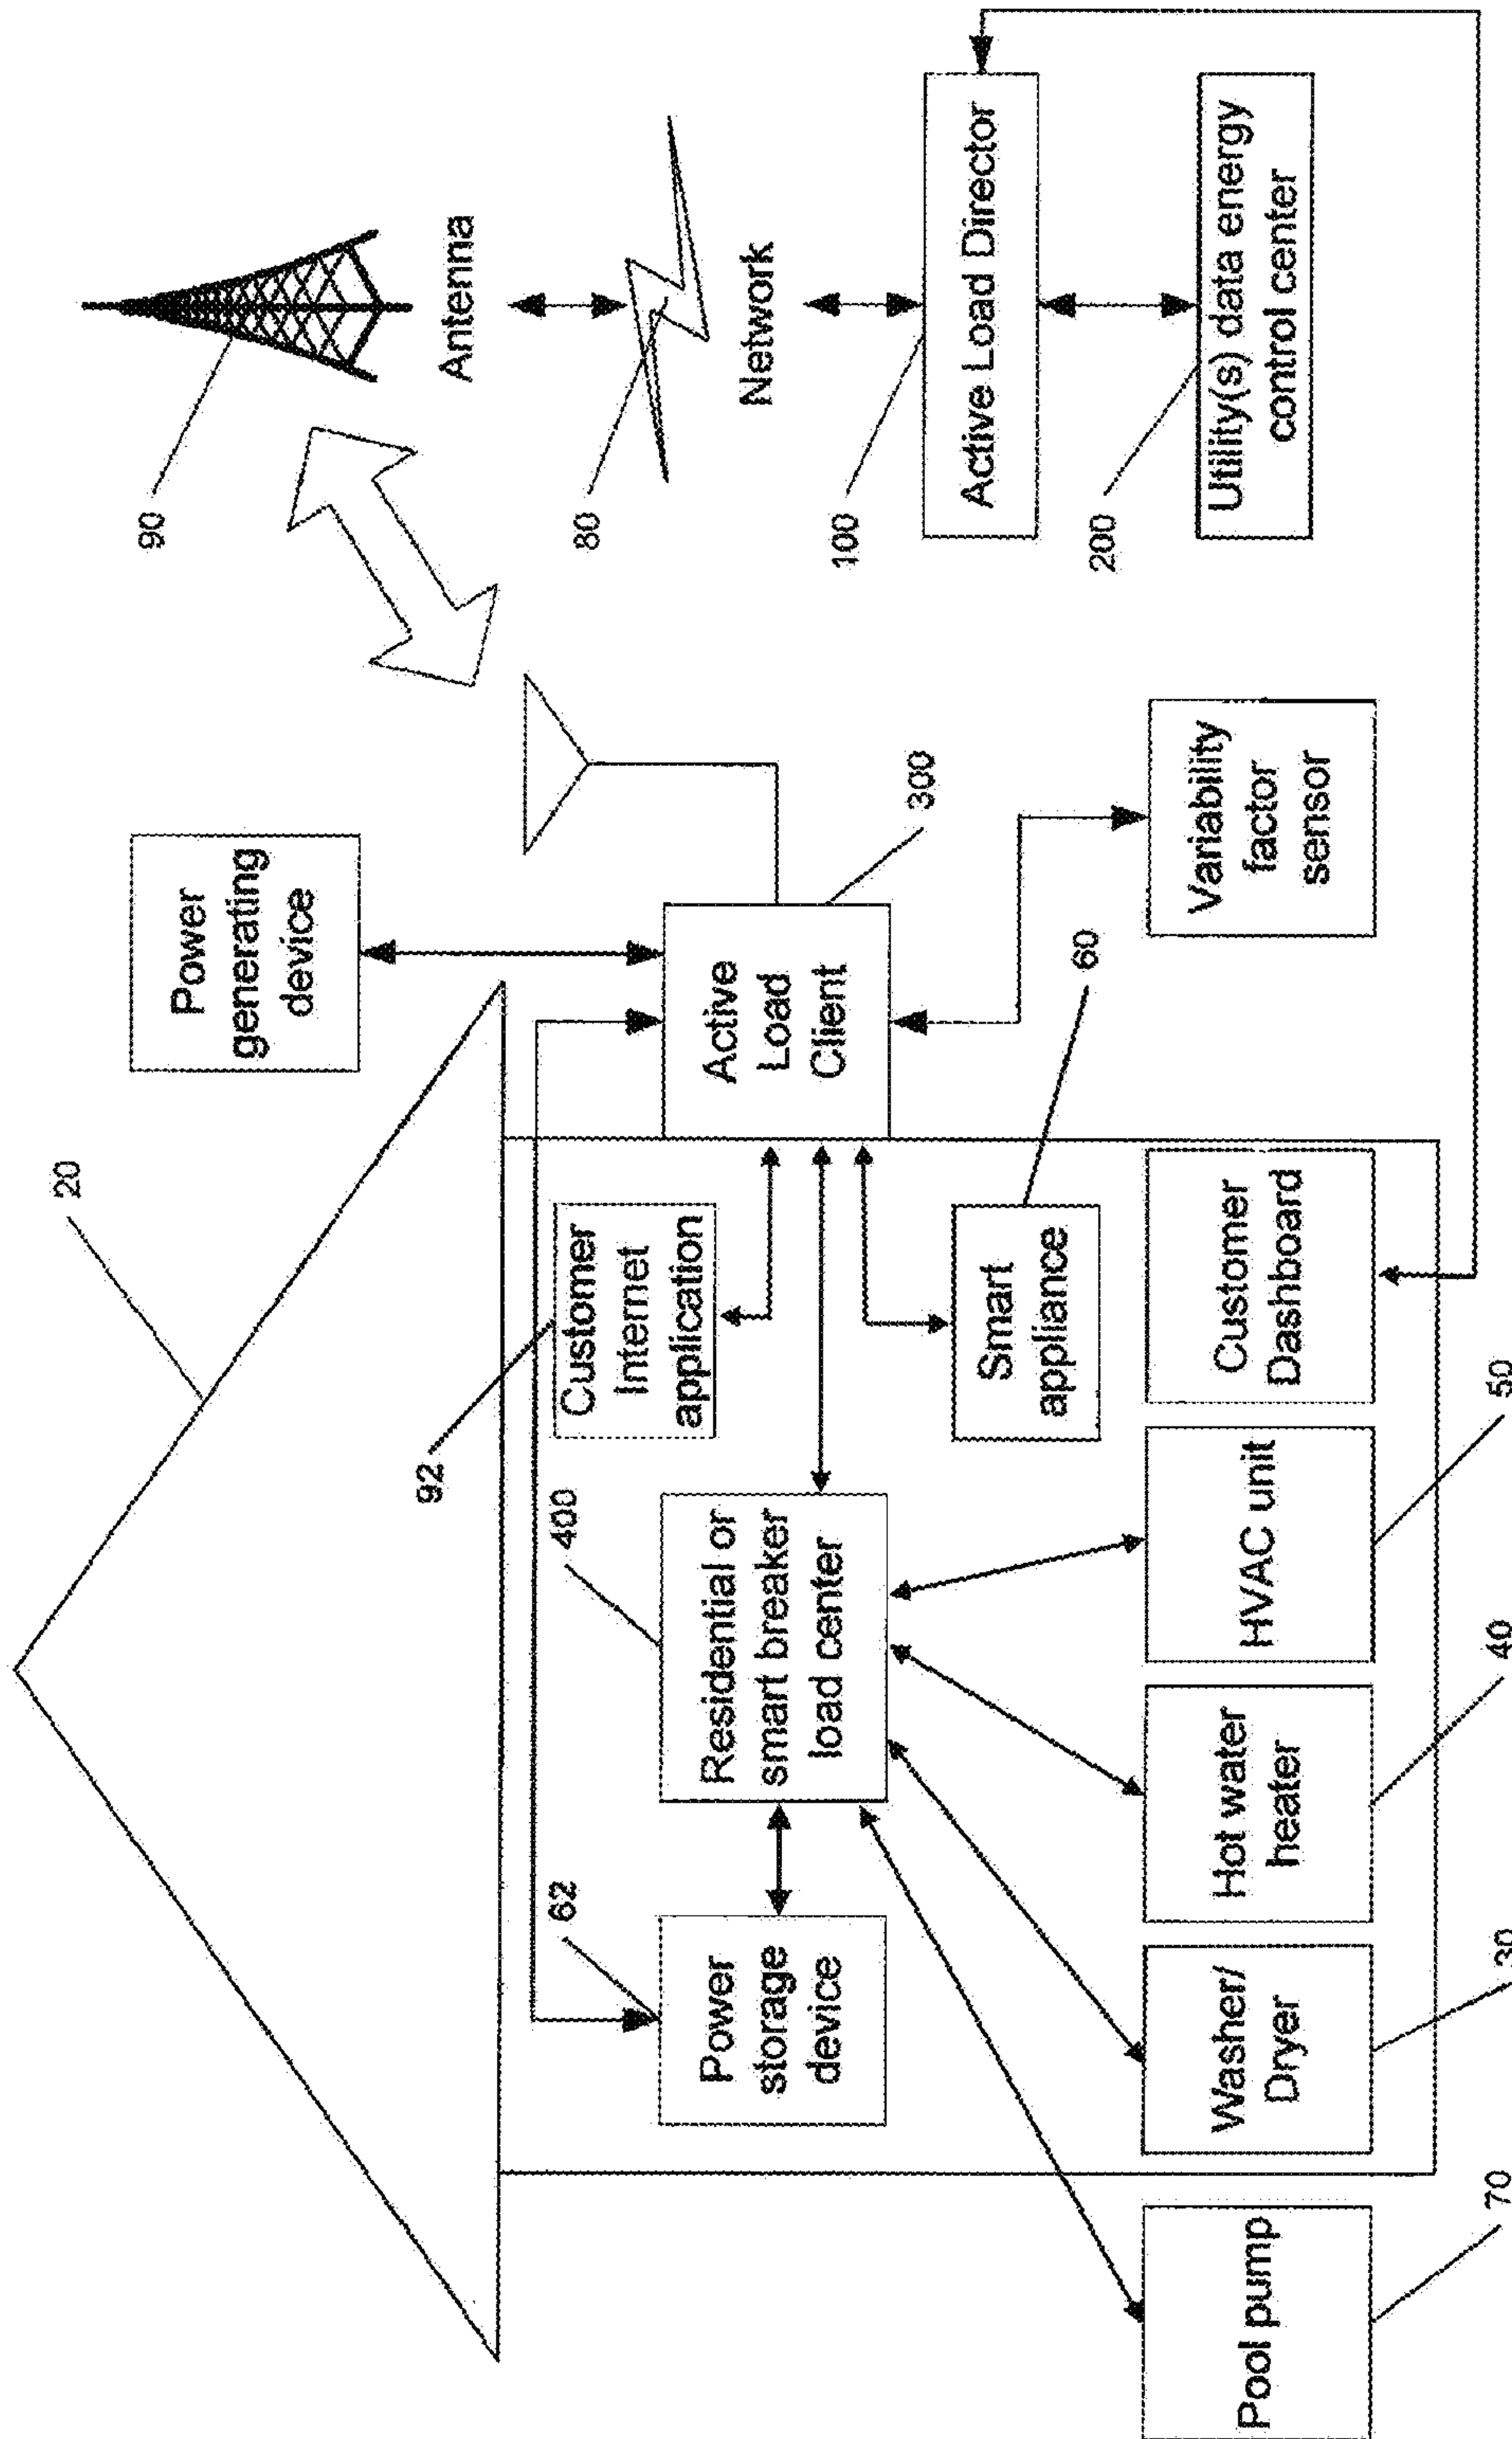 20
Power
generating
device
90
Antenna
92
Customer
Internet
application
400
62
Power
storage
device
Residential or
smart breaker
load center
Active
Load
Client
300
80
Network
Smart
appliance
60
100
Active Load Director
Variability
factor
sensor
200
Utility(s) data energy
control center
Pool pump
Washer/
Dryer
Hot water
heater
HVAC unit
Customer
Dashboard
70
30
40
50